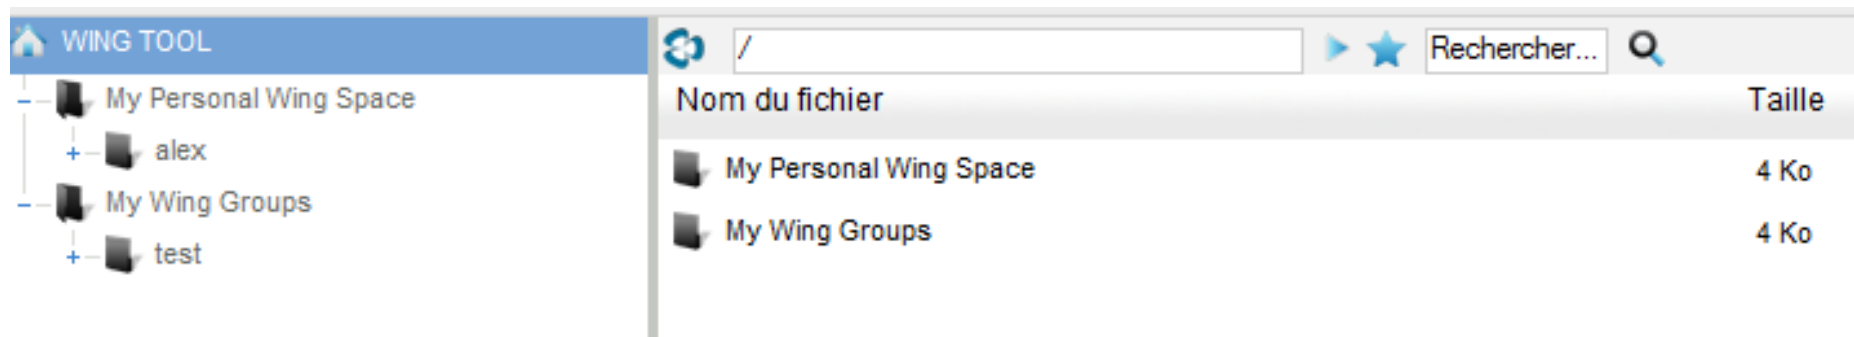 WING TOOL
My Personal Wing Space
alex
My Wing Groups
test
/
Rechercher...
Nom du fichier Taille
My Personal Wing Space 4 Ko
My Wing Groups 4 Ko